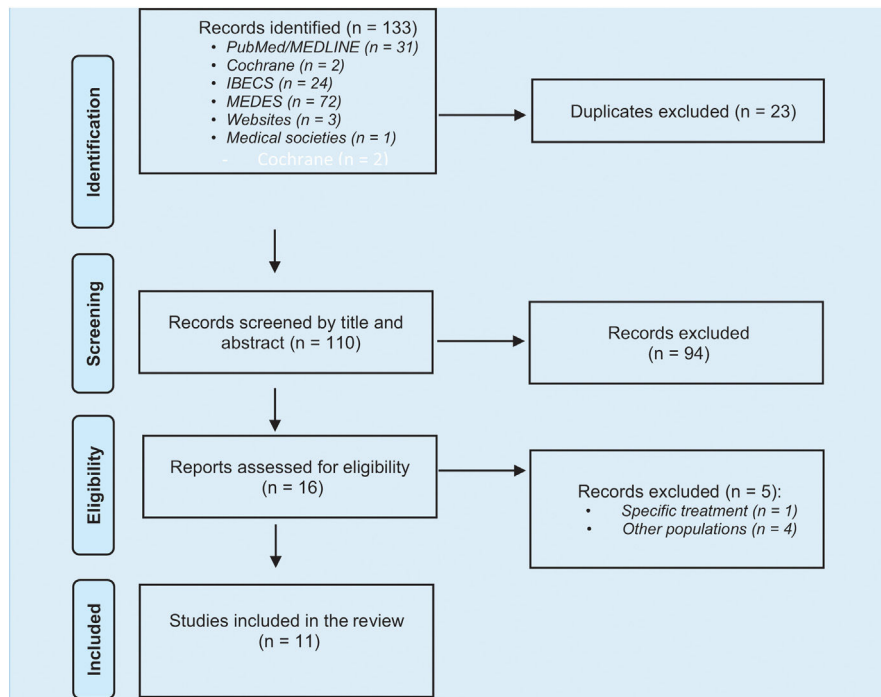 Identification
Records identified (n = 133)
• PubMed/MEDLINE (n = 31)
• Cochrane (n = 2)
• IBECS (n = 24)
• MEDES (n = 72)
• Websites (n = 3)
• Medical societies (n = 1)
- Cochrane (n = 2)
Duplicates excluded (n = 23)
Screening
Records screened by title and
abstract (n = 110)
Records excluded
(n = 94)
Eligibility
Reports assessed for eligibility
(n = 16)
Records excluded (n = 5):
• Specific treatment (n = 1)
• Other populations (n = 4)
Included
Studies included in the review
(n = 11)